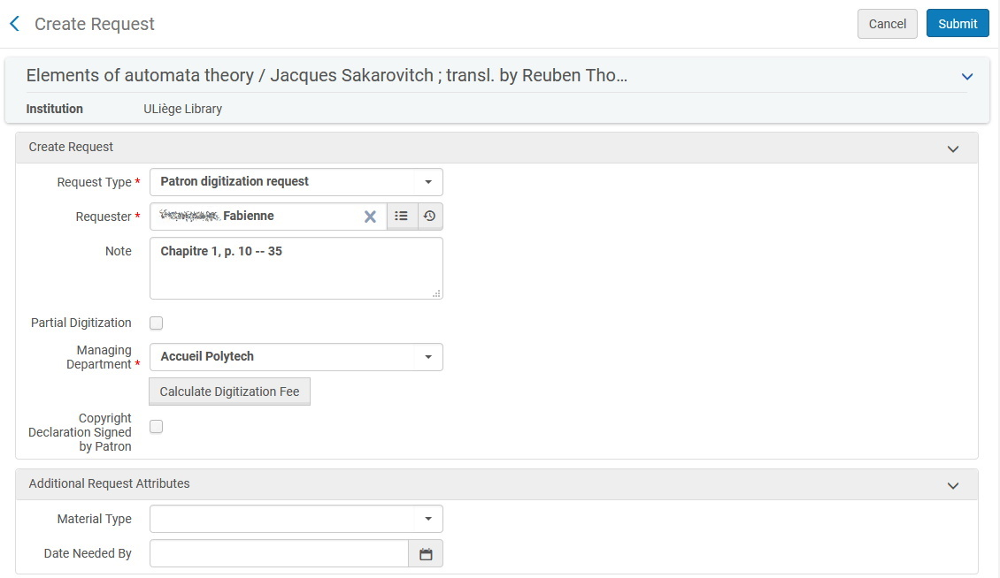 Create Request
Cancel
Submit
Elements of automata theory / Jacques Sakarovitch ; transl. by Reuben Tho...
Institution ULiège Library
Create Request
Request Type * Patron digitization request
Requester * Fabienne
Note Chapitre 1, p. 10 -- 35
Partial Digitization
Managing
Department * Accueil Polytech
Calculate Digitization Fee
Copyright
Declaration Signed
by Patron
Additional Request Attributes
Material Type
Date Needed By